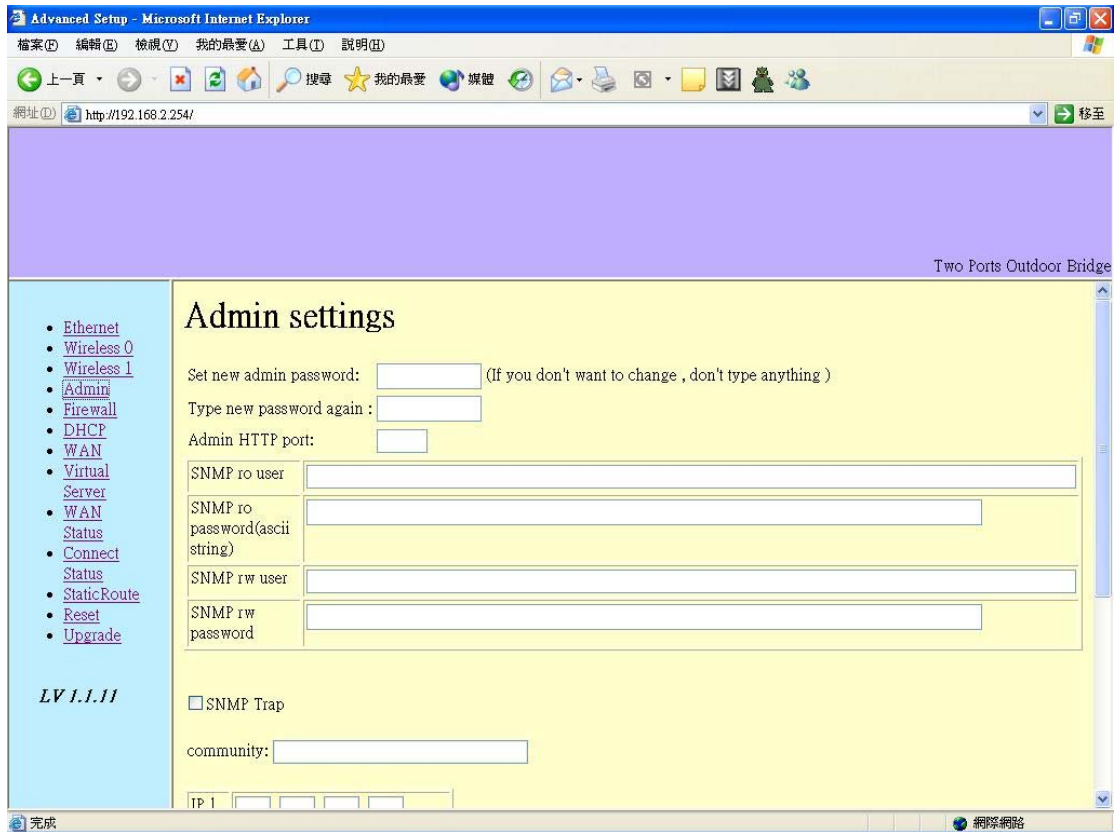 Advanced Setup - Microsoft Internet Explorer
檔案(F) 編輯(E) 檢視(V) 我的最愛(A) 工具(T) 說明(H)
上一頁 搜尋 我的最愛 媒體
網址(D) http://192.168.2.254/ 移至
Two Ports Outdoor Bridge
Ethernet
Wireless 0
Wireless 1
Admin
Firewall
DHCP
WAN
Virtual
Server
WAN
Status
Connect
Status
StaticRoute
Reset
Upgrade
LV 1.1.11
Admin settings
Set new admin password: (If you don't want to change , don't type anything )
Type new password again :
Admin HTTP port:
SNMP ro user
SNMP ro
password(ascii
string)
SNMP rw user
SNMP rw
password
SNMP Trap
community:
IP 1
完成 網際網路